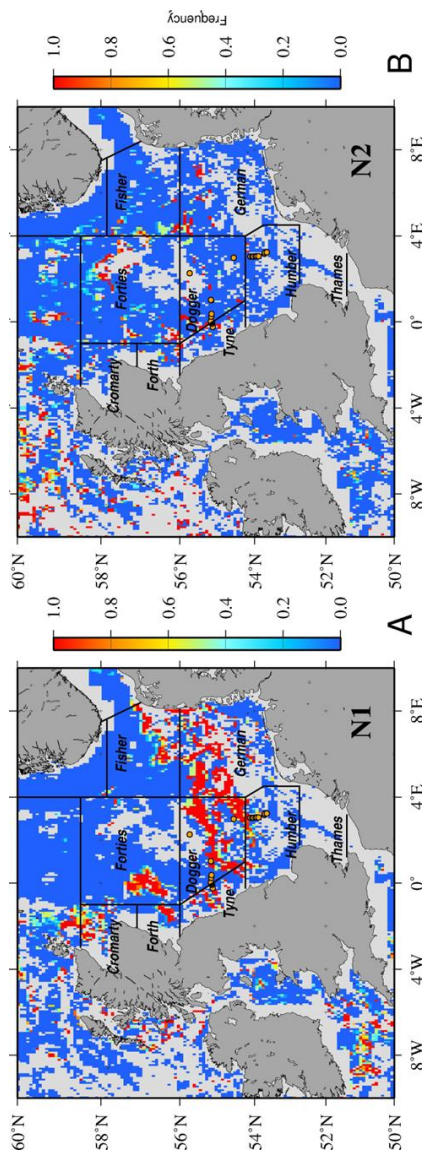 60°N
58°N
56°N
54°N
52°N
50°N
8°W
4°W
0°
4°E
8°E
N1
Fisher
Forties
Cromarty
Forth
Dogger
Tyne
German
Humber
Thames
1.0
0.8
0.6
0.4
0.2
0.0
A
60°N
58°N
56°N
54°N
52°N
50°N
8°W
4°W
0°
4°E
8°E
N2
Fisher
Forties
Cromarty
Forth
Dogger
Tyne
German
Humber
Thames
1.0
0.8
0.6
0.4
0.2
0.0
Frequency
B